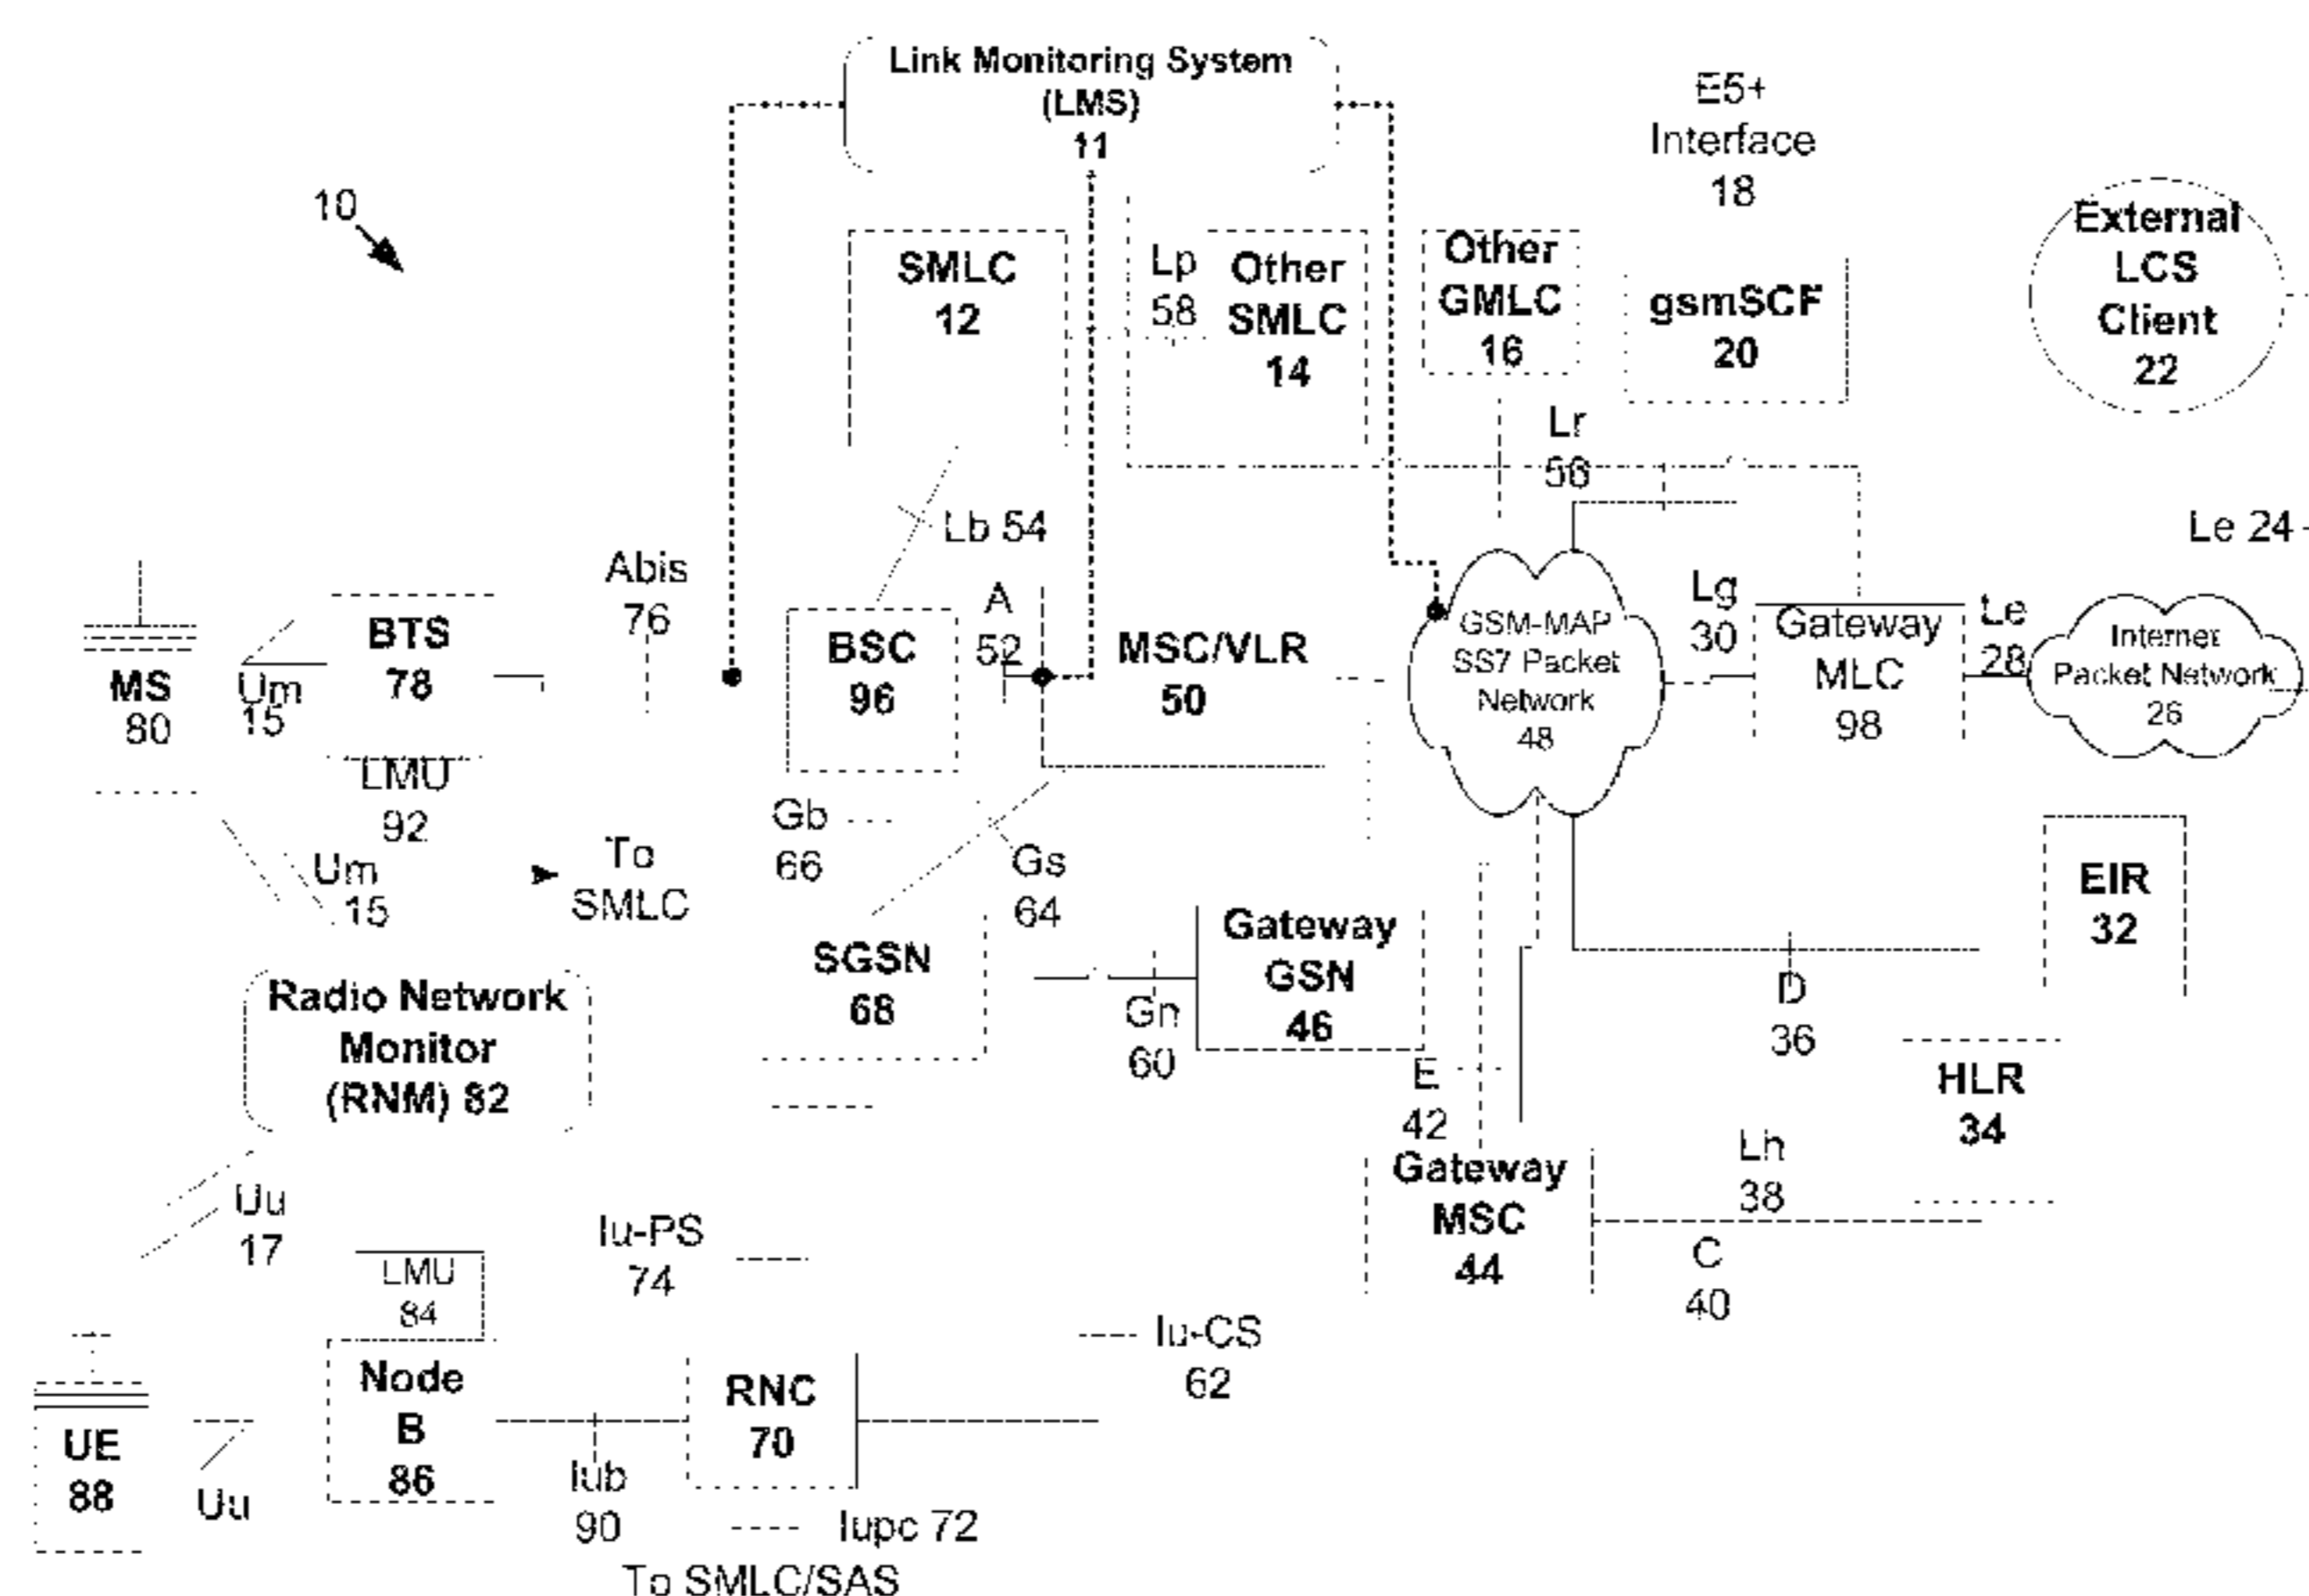 Link Monitoring System
(LMS)
11
E5+
Interface
18
10
SMLC
12
Lp
58
Other
SMLC
14
Other
GMLC
16
gsmSCF
20
External
LCS
Client
22
Lr
56
Lb 54
Le 24
Abis
76
BTS
78
MS
80
Um
15
LMU
92
BSC
96
A
52
MSC/VLR
50
GSM-MAP
SS7 Packet
Network
48
Lg
30
Gateway
MLC
98
Le
28
Internet
Packet Network
26
Um
15
To
SMLC
Gb
66
Gs
64
EIR
32
SGSN
68
Gateway
GSN
46
Gn
60
D
36
Radio Network
Monitor
(RNM) 82
E
42
HLR
34
Gateway
MSC
44
Lh
38
C
40
Uu
17
LMU
84
Iu-PS
74
Iu-CS
62
UE
88
Uu
Node
B
86
Iub
90
RNC
70
Iupc 72
To SMLC/SAS